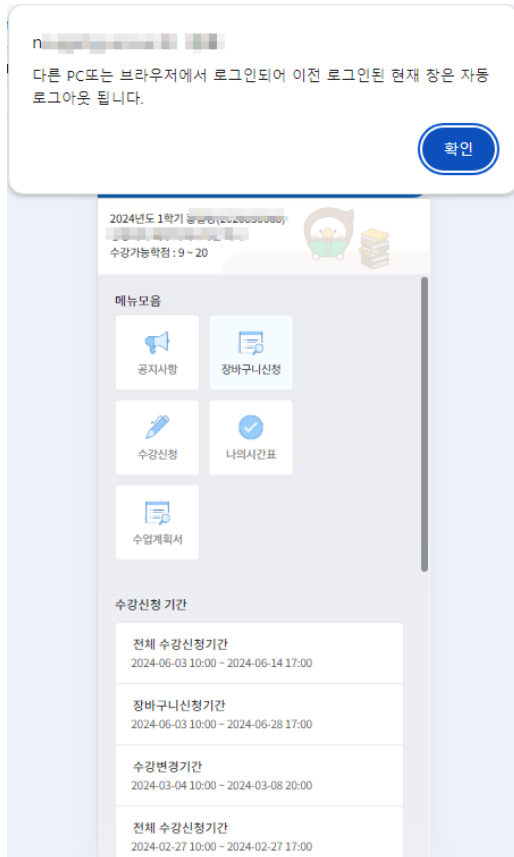 다른 PC또는 브라우저에서 로그인되어 이전 로그인된 현재 창은 자동
로그아웃 됩니다.
확인
2024년도 1학기
수강가능학점 : 9 ~ 20
메뉴모음
공지사항
장바구니신청
수강신청
나의시간표
수업계획서
수강신청 기간
전체 수강신청기간
2024-06-03 10:00 ~ 2024-06-14 17:00
장바구니신청기간
2024-06-03 10:00 ~ 2024-06-28 17:00
수강변경기간
2024-03-04 10:00 ~ 2024-03-08 20:00
전체 수강신청기간
2024-02-27 10:00 ~ 2024-02-27 17:00